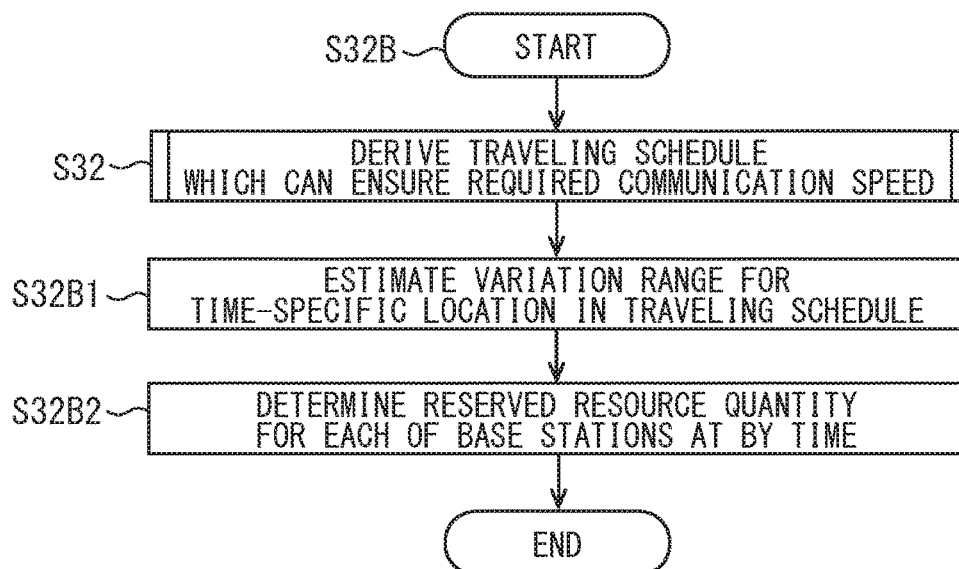 S32B
START
S32
DERIVE TRAVELING SCHEDULE
WHICH CAN ENSURE REQUIRED COMMUNICATION SPEED
S32B1
ESTIMATE VARIATION RANGE FOR
TIME-SPECIFIC LOCATION IN TRAVELING SCHEDULE
S32B2
DETERMINE RESERVED RESOURCE QUANTITY
FOR EACH OF BASE STATIONS AT BY TIME
END